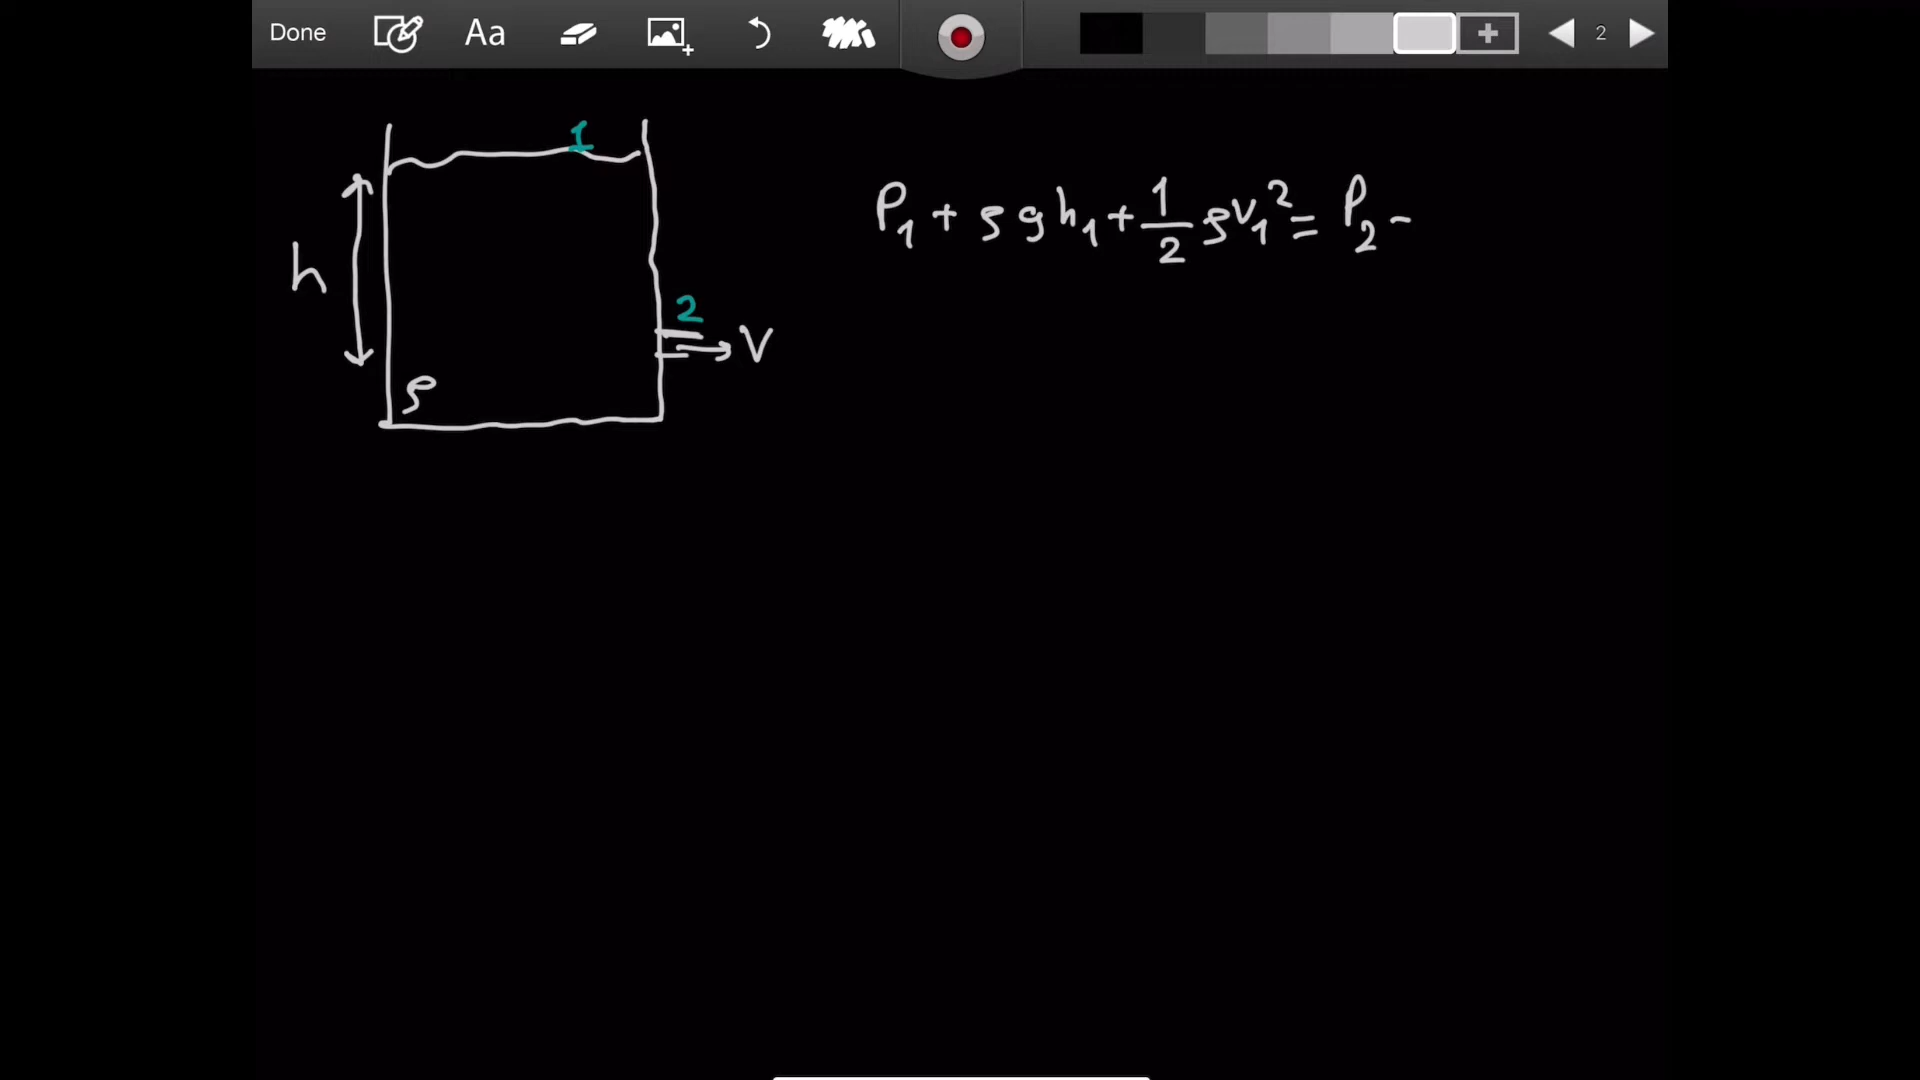 Done Aa 2
1
P₁ + ρgh₁ + 1/2 ρv₁² = P₂ -
h
2
V
ρ